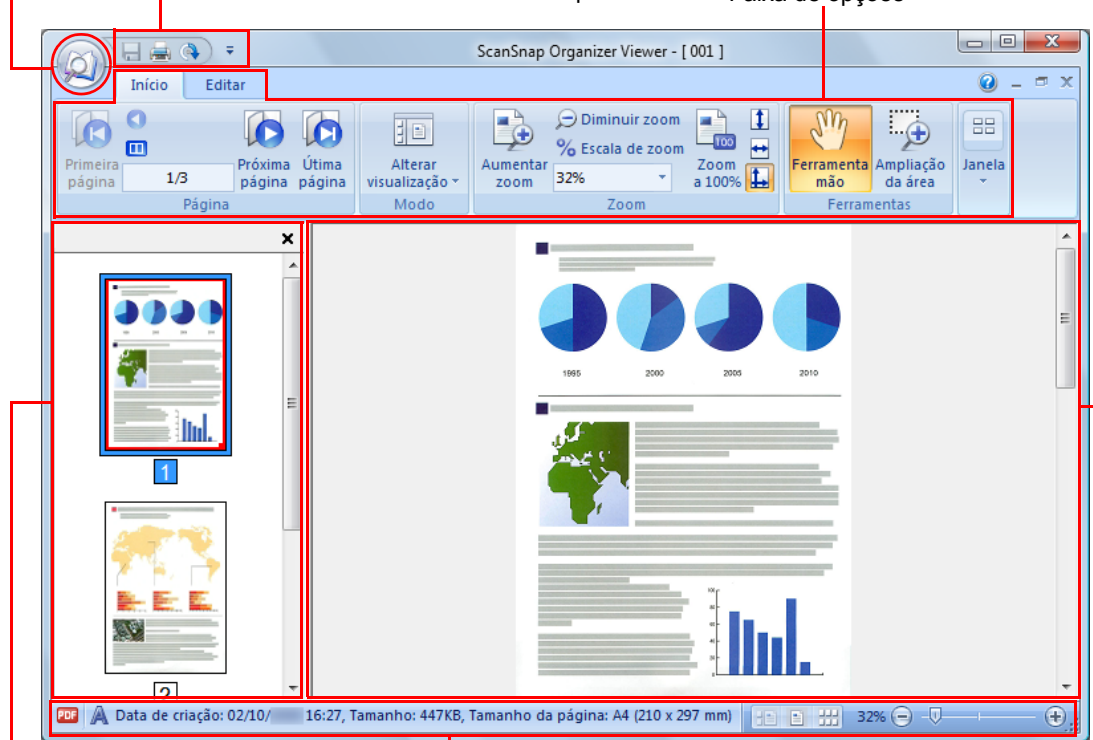 Faixa de opções
ScanSnap Organizer Viewer - [ 001 ]
Início Editar
Primeira página
1/3
Próxima página
Útima página
Página
Alterar visualização
Modo
Aumentar zoom
Diminuir zoom
% Escala de zoom
32%
100
Zoom a 100%
Zoom
Ferramenta mão
Ampliação da área
Ferramentas
Janela
1
2
1995 2000 2005 2010
PDF A Data de criação: 02/10/ 16:27, Tamanho: 447KB, Tamanho da página: A4 (210 x 297 mm) 32%